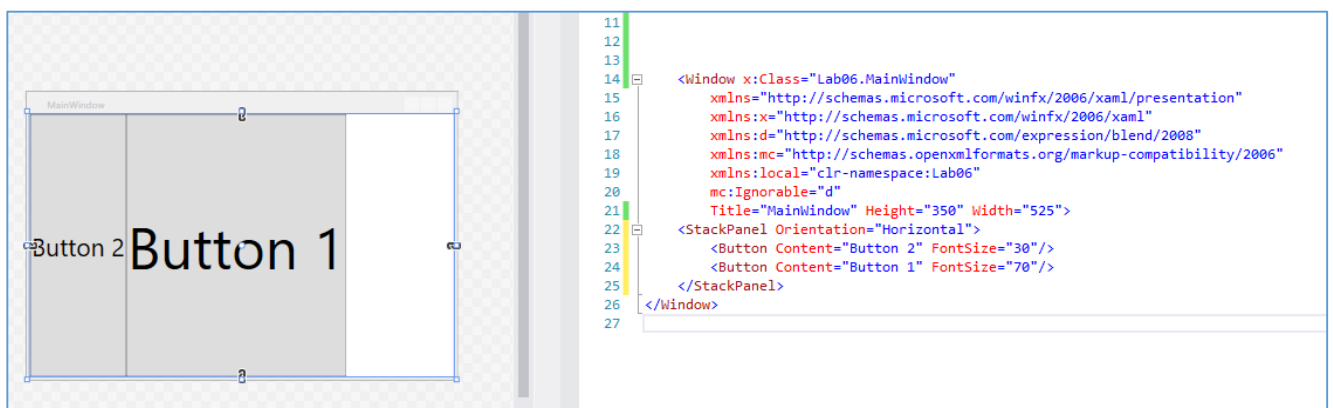 MainWindow
Button 2
Button 1
11
12
13
14 <Window x:Class="Lab06.MainWindow"
15 xmlns="http://schemas.microsoft.com/winfx/2006/xaml/presentation"
16 xmlns:x="http://schemas.microsoft.com/winfx/2006/xaml"
17 xmlns:d="http://schemas.microsoft.com/expression/blend/2008"
18 xmlns:mc="http://schemas.openxmlformats.org/markup-compatibility/2006"
19 xmlns:local="clr-namespace:Lab06"
20 mc:Ignorable="d"
21 Title="MainWindow" Height="350" Width="525">
22 <StackPanel Orientation="Horizontal">
23 <Button Content="Button 2" FontSize="30"/>
24 <Button Content="Button 1" FontSize="70"/>
25 </StackPanel>
26 </Window>
27